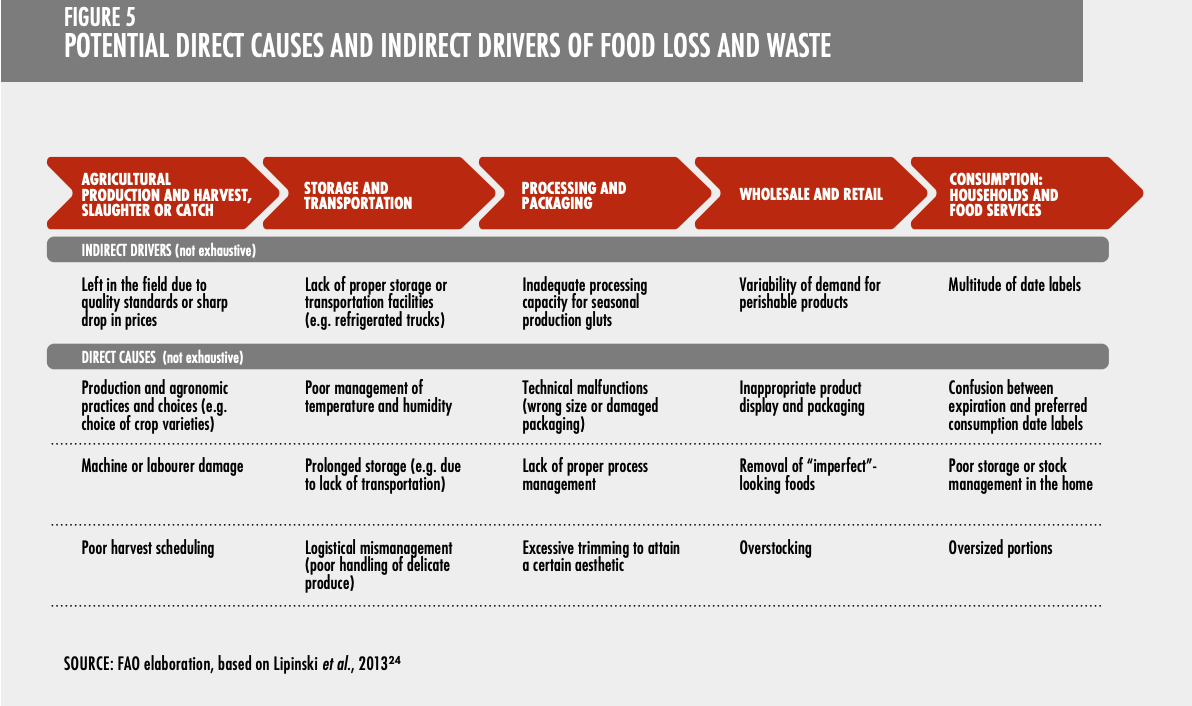 FIGURE 5
POTENTIAL DIRECT CAUSES AND INDIRECT DRIVERS OF FOOD LOSS AND WASTE
AGRICULTURAL
PRODUCTION AND HARVEST,
SLAUGHTER OR CATCH
STORAGE AND
TRANSPORTATION
PROCESSING AND
PACKAGING
WHOLESALE AND RETAIL
CONSUMPTION:
HOUSEHOLDS AND
FOOD SERVICES
INDIRECT DRIVERS (not exhaustive)
Left in the field due to
quality standards or sharp
drop in prices
Lack of proper storage or
transportation facilities
(e.g. refrigerated trucks)
Inadequate processing
capacity for seasonal
production gluts
Variability of demand for
perishable products
Multitude of date labels
DIRECT CAUSES (not exhaustive)
Production and agronomic
practices and choices (e.g.
choice of crop varieties)
Poor management of
temperature and humidity
Technical malfunctions
(wrong size or damaged
packaging)
Inappropriate product
display and packaging
Confusion between
expiration and preferred
consumption date labels
Machine or labourer damage
Prolonged storage (e.g. due
to lack of transportation)
Lack of proper process
management
Removal of “imperfect”-
looking foods
Poor storage or stock
management in the home
Poor harvest scheduling
Logistical mismanagement
(poor handling of delicate
produce)
Excessive trimming to attain
a certain aesthetic
Overstocking
Oversized portions
SOURCE: FAO elaboration, based on Lipinski et al., 2013²⁴